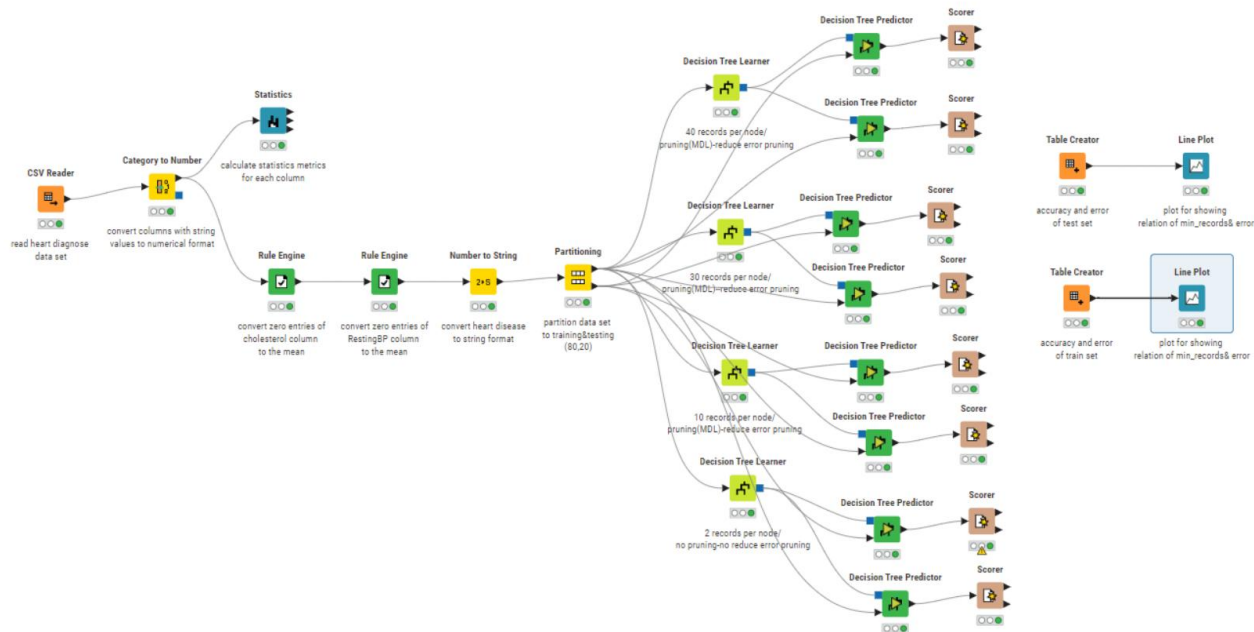 CSV Reader
read heart diagnose
data set
Category to Number
convert columns with string
values to numerical format
Statistics
calculate statistics metrics
for each column
Rule Engine
convert zero entries of
cholesterol column
to the mean
Rule Engine
convert zero entries of
RestingBP column
to the mean
Number to String
2•S
convert heart disease
to string format
Partitioning
partition data set
to training&testing
(80,20)
Decision Tree Learner
40 records per node/
pruning(MDL)-reduce error pruning
Decision Tree Predictor
Scorer
Decision Tree Predictor
Scorer
Decision Tree Learner
30 records per node/
pruning(MDL)-reduce error pruning
Decision Tree Predictor
Scorer
Decision Tree Predictor
Scorer
Decision Tree Learner
10 records per node/
pruning(MDL)-reduce error pruning
Decision Tree Predictor
Scorer
Decision Tree Predictor
Scorer
Decision Tree Learner
2 records per node/
no pruning-no reduce error pruning
Decision Tree Predictor
Scorer
Decision Tree Predictor
Scorer
Table Creator
accuracy and error
of test set
Line Plot
plot for showing
relation of min_records& error
Table Creator
accuracy and error
of train set
Line Plot
plot for showing
relation of min_records& error